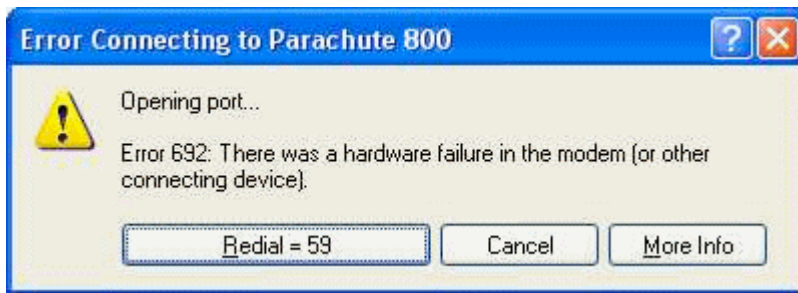 Error Connecting to Parachute 800
Opening port...
Error 692: There was a hardware failure in the modem (or other
connecting device).
Redial = 59
Cancel
More Info